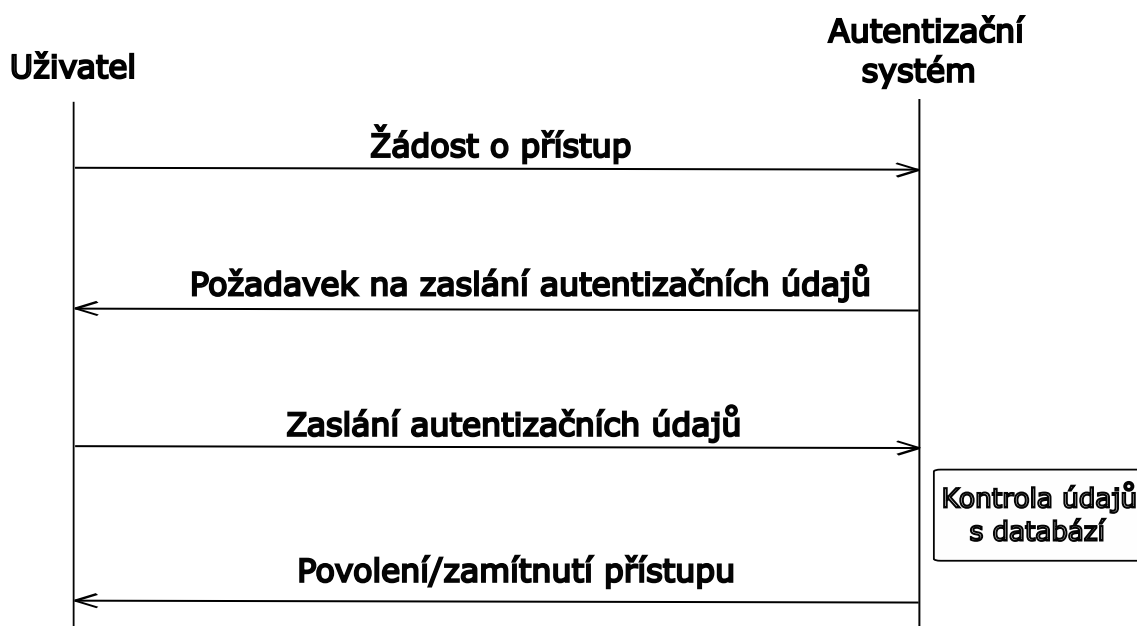 Uživatel
Autentizační
systém
Žádost o přístup
Požadavek na zaslání autentizačních údajů
Zaslání autentizačních údajů
Kontrola údajů
s databází
Povolení/zamítnutí přístupu